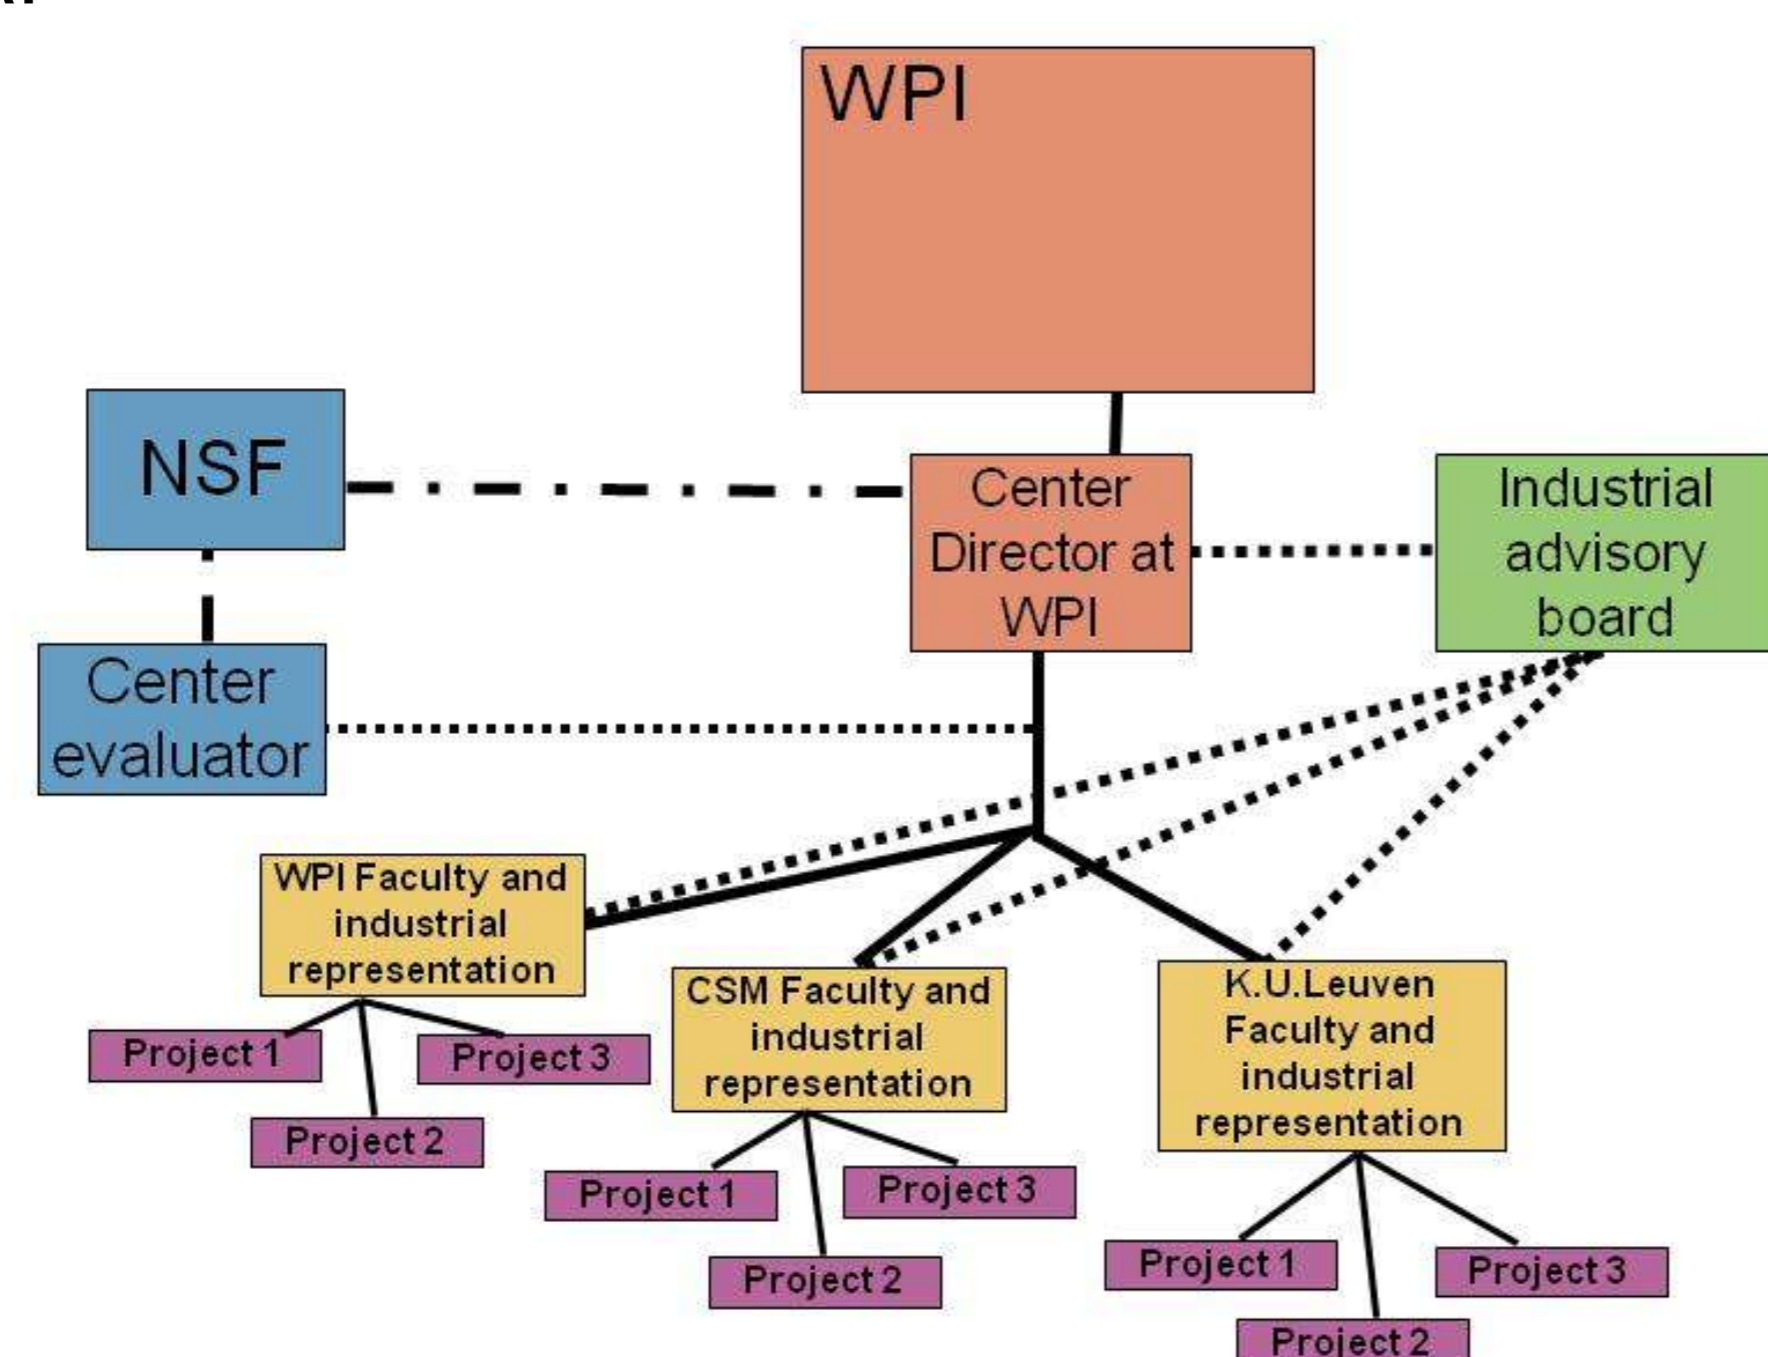 WPI
NSF
Center
Director at
WPI
Industrial
advisory
board
Center
evaluator
WPI Faculty and
industrial
representation
CSM Faculty and
industrial
representation
K.U.Leuven
Faculty and
industrial
representation
Project 1
Project 3
Project 2
Project 1
Project 3
Project 2
Project 1
Project 3
Project 2